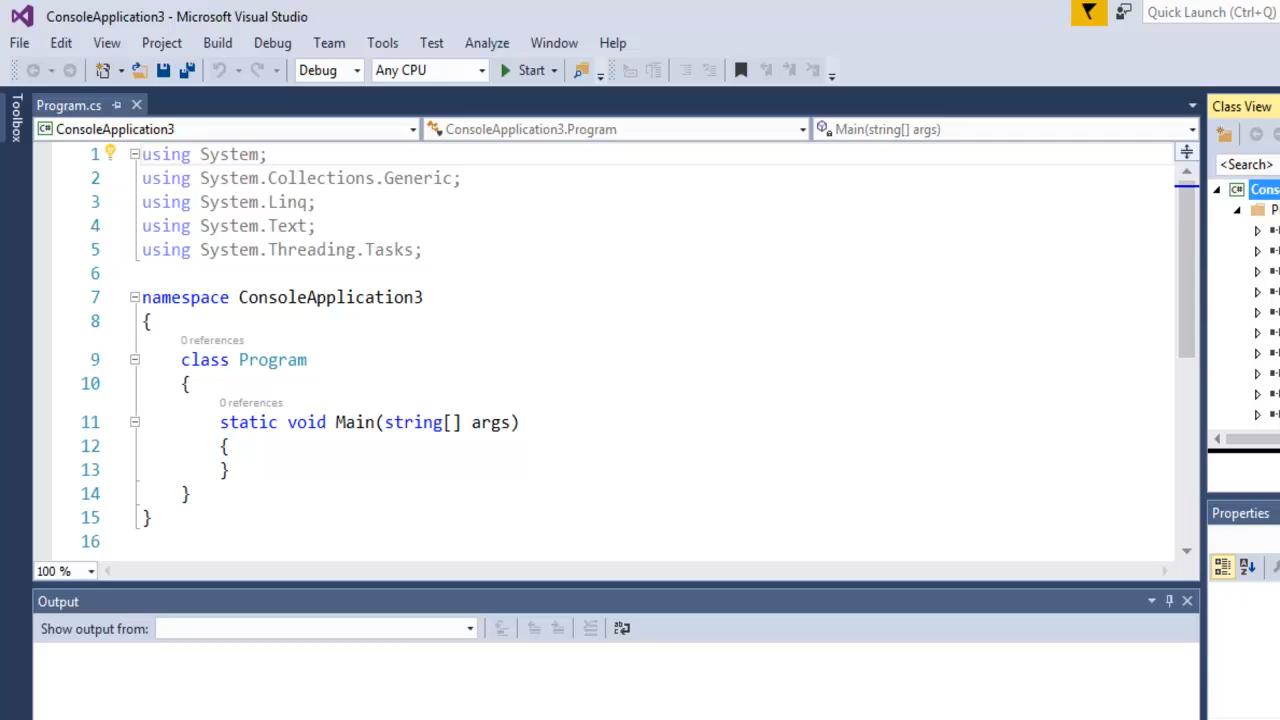 ConsoleApplication3 - Microsoft Visual Studio
Quick Launch (Ctrl+Q)
File Edit View Project Build Debug Team Tools Test Analyze Window Help
Debug Any CPU Start
Toolbox
Program.cs
Class View
ConsoleApplication3 ConsoleApplication3.Program Main(string[] args)
<Search>
Cons
P
1 using System;
2 using System.Collections.Generic;
3 using System.Linq;
4 using System.Text;
5 using System.Threading.Tasks;
6
7 namespace ConsoleApplication3
8 {
0 references
9 class Program
10 {
0 references
11 static void Main(string[] args)
12 {
13 }
14 }
15 }
16
100 %
Properties
Output
Show output from: